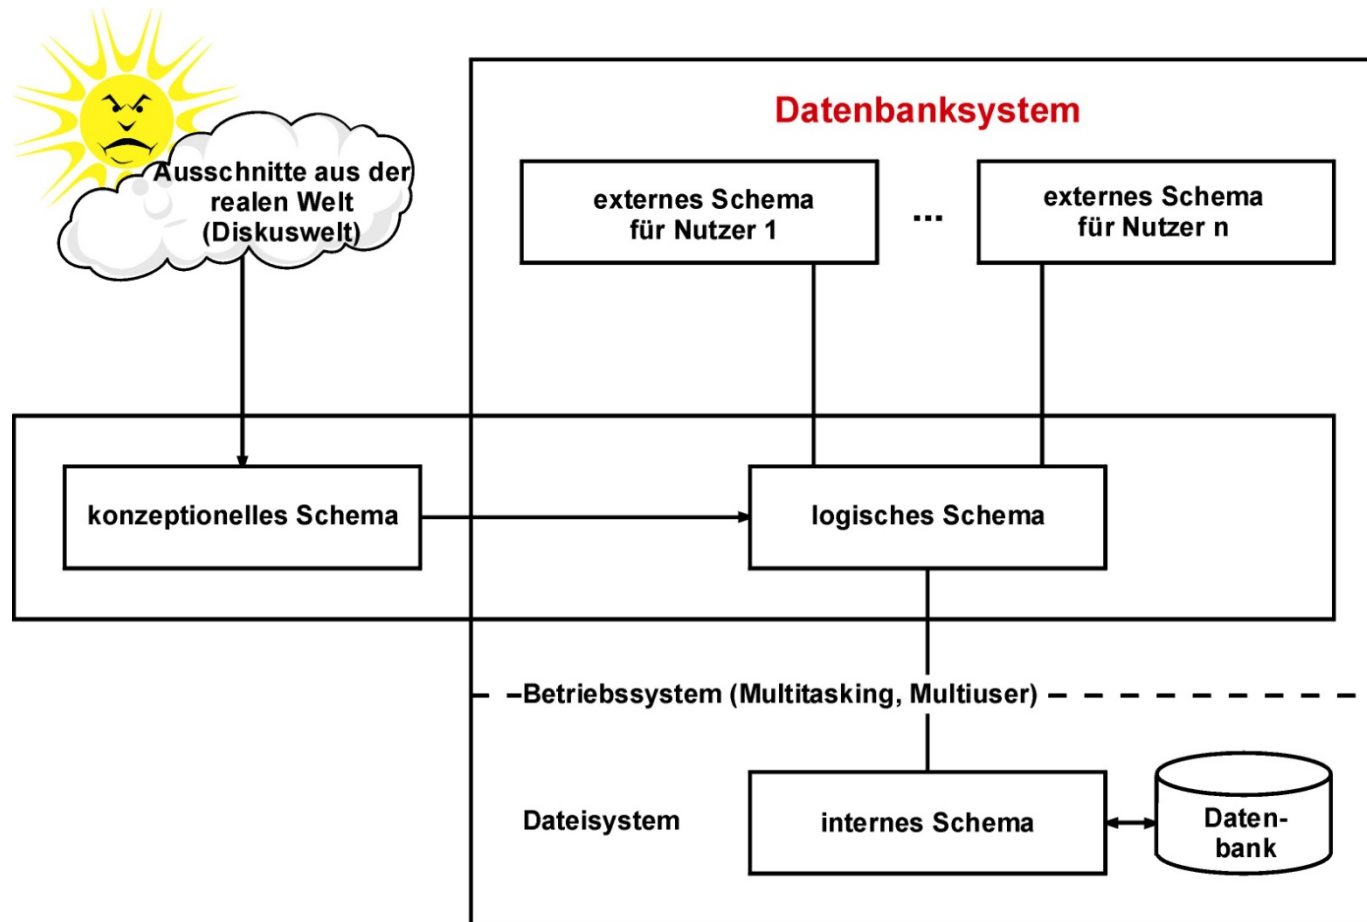 Datenbanksystem
Ausschnitte aus der
realen Welt
(Diskuswelt)
externes Schema
für Nutzer 1
...
externes Schema
für Nutzer n
konzeptionelles Schema
logisches Schema
Betriebssystem (Multitasking, Multiuser)
Dateisystem
internes Schema
Daten-
bank